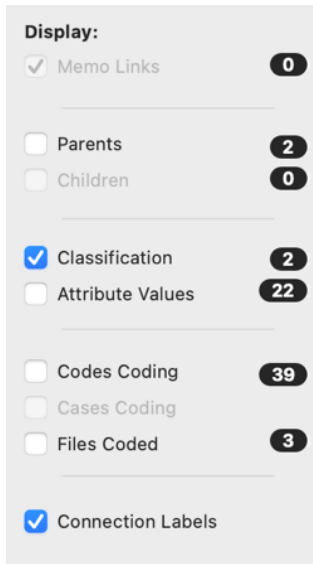 Display:
Memo Links 0
Parents 2
Children 0
Classification 2
Attribute Values 22
Codes Coding 39
Cases Coding
Files Coded 3
Connection Labels